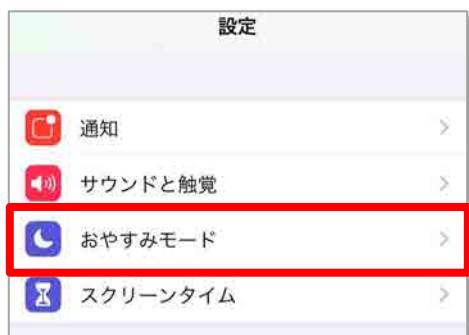 設定
通知
サウンドと触覚
おやすみモード
スクリーンタイム